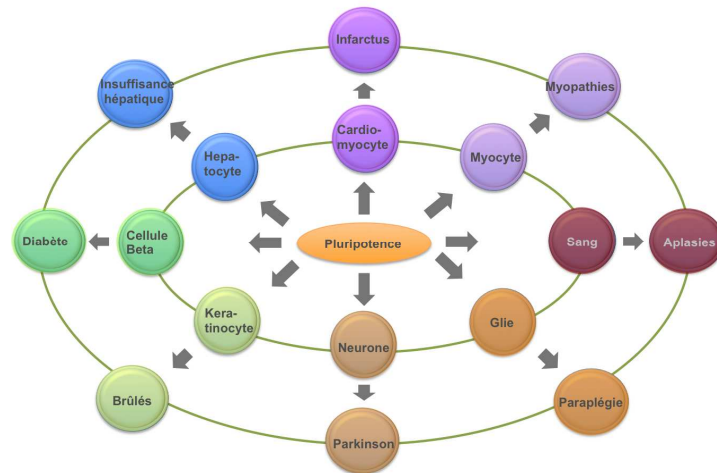 Infarctus
Insuffisance
hépatique
Myopathies
Cardio-
myocyte
Hepa-
tocyte
Myocyte
Diabète
Cellule
Beta
Pluripotence
Sang
Aplasies
Kera-
tinocyte
Neurone
Glie
Brûlés
Parkinson
Paraplégie